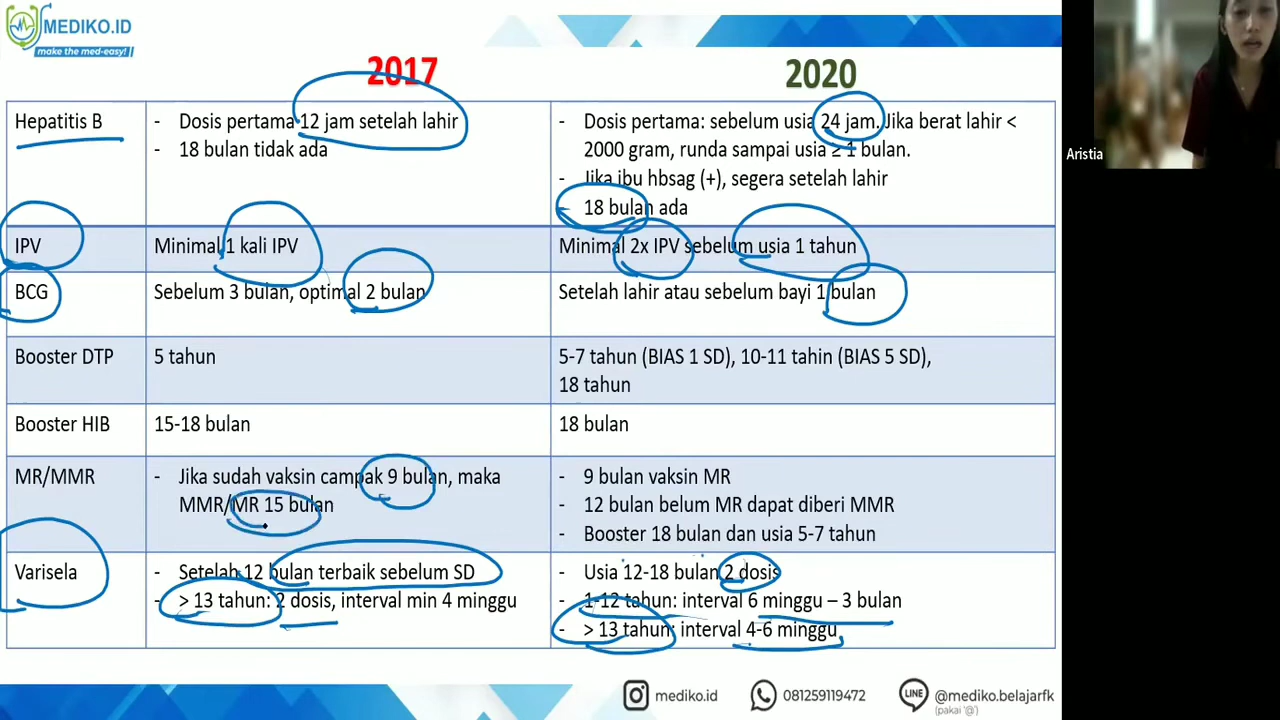 MEDIKO.ID
make the med-easy!
2017
2020
Hepatitis B
- Dosis pertama 12 jam setelah lahir
- 18 bulan tidak ada
- Dosis pertama: sebelum usia 24 jam. Jika berat lahir <
2000 gram, runda sampai usia ≥ 1 bulan.
- Jika ibu hbsag (+), segera setelah lahir
- 18 bulan ada
IPV
Minimal 1 kali IPV
Minimal 2x IPV sebelum usia 1 tahun
BCG
Sebelum 3 bulan, optimal 2 bulan
Setelah lahir atau sebelum bayi 1 bulan
Booster DTP
5 tahun
5-7 tahun (BIAS 1 SD), 10-11 tahin (BIAS 5 SD),
18 tahun
Booster HIB
15-18 bulan
18 bulan
MR/MMR
- Jika sudah vaksin campak 9 bulan, maka
MMR/MR 15 bulan
- 9 bulan vaksin MR
- 12 bulan belum MR dapat diberi MMR
- Booster 18 bulan dan usia 5-7 tahun
Varisela
- Setelah 12 bulan terbaik sebelum SD
- > 13 tahun: 2 dosis, interval min 4 minggu
- Usia 12-18 bulan 2 dosis
- 1-12 tahun: interval 6 minggu – 3 bulan
- > 13 tahun: interval 4-6 minggu
Aristia
mediko.id
081259119472
LINE
@mediko.belajarfk
(pakai '@')